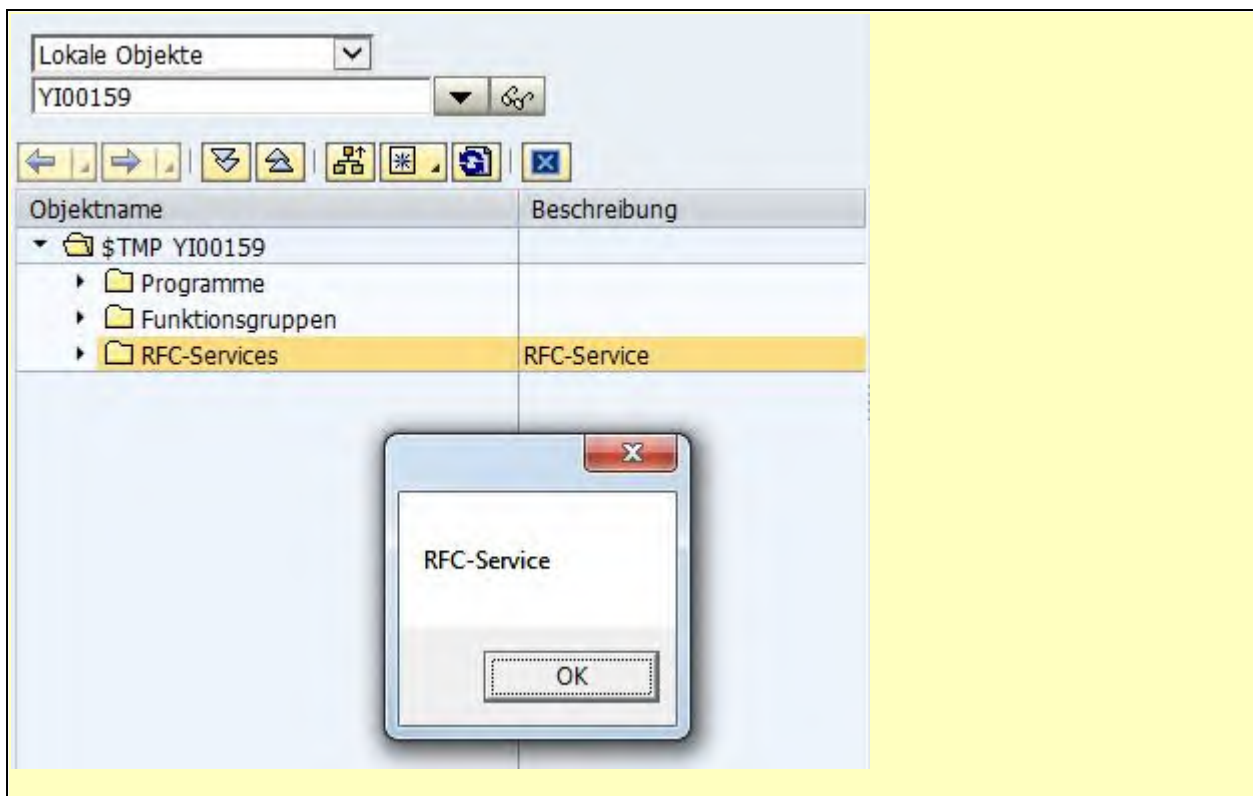 Lokale Objekte
YI00159
Objektname Beschreibung
$TMP YI00159
Programme
Funktionsgruppen
RFC-Services RFC-Service
RFC-Service
OK